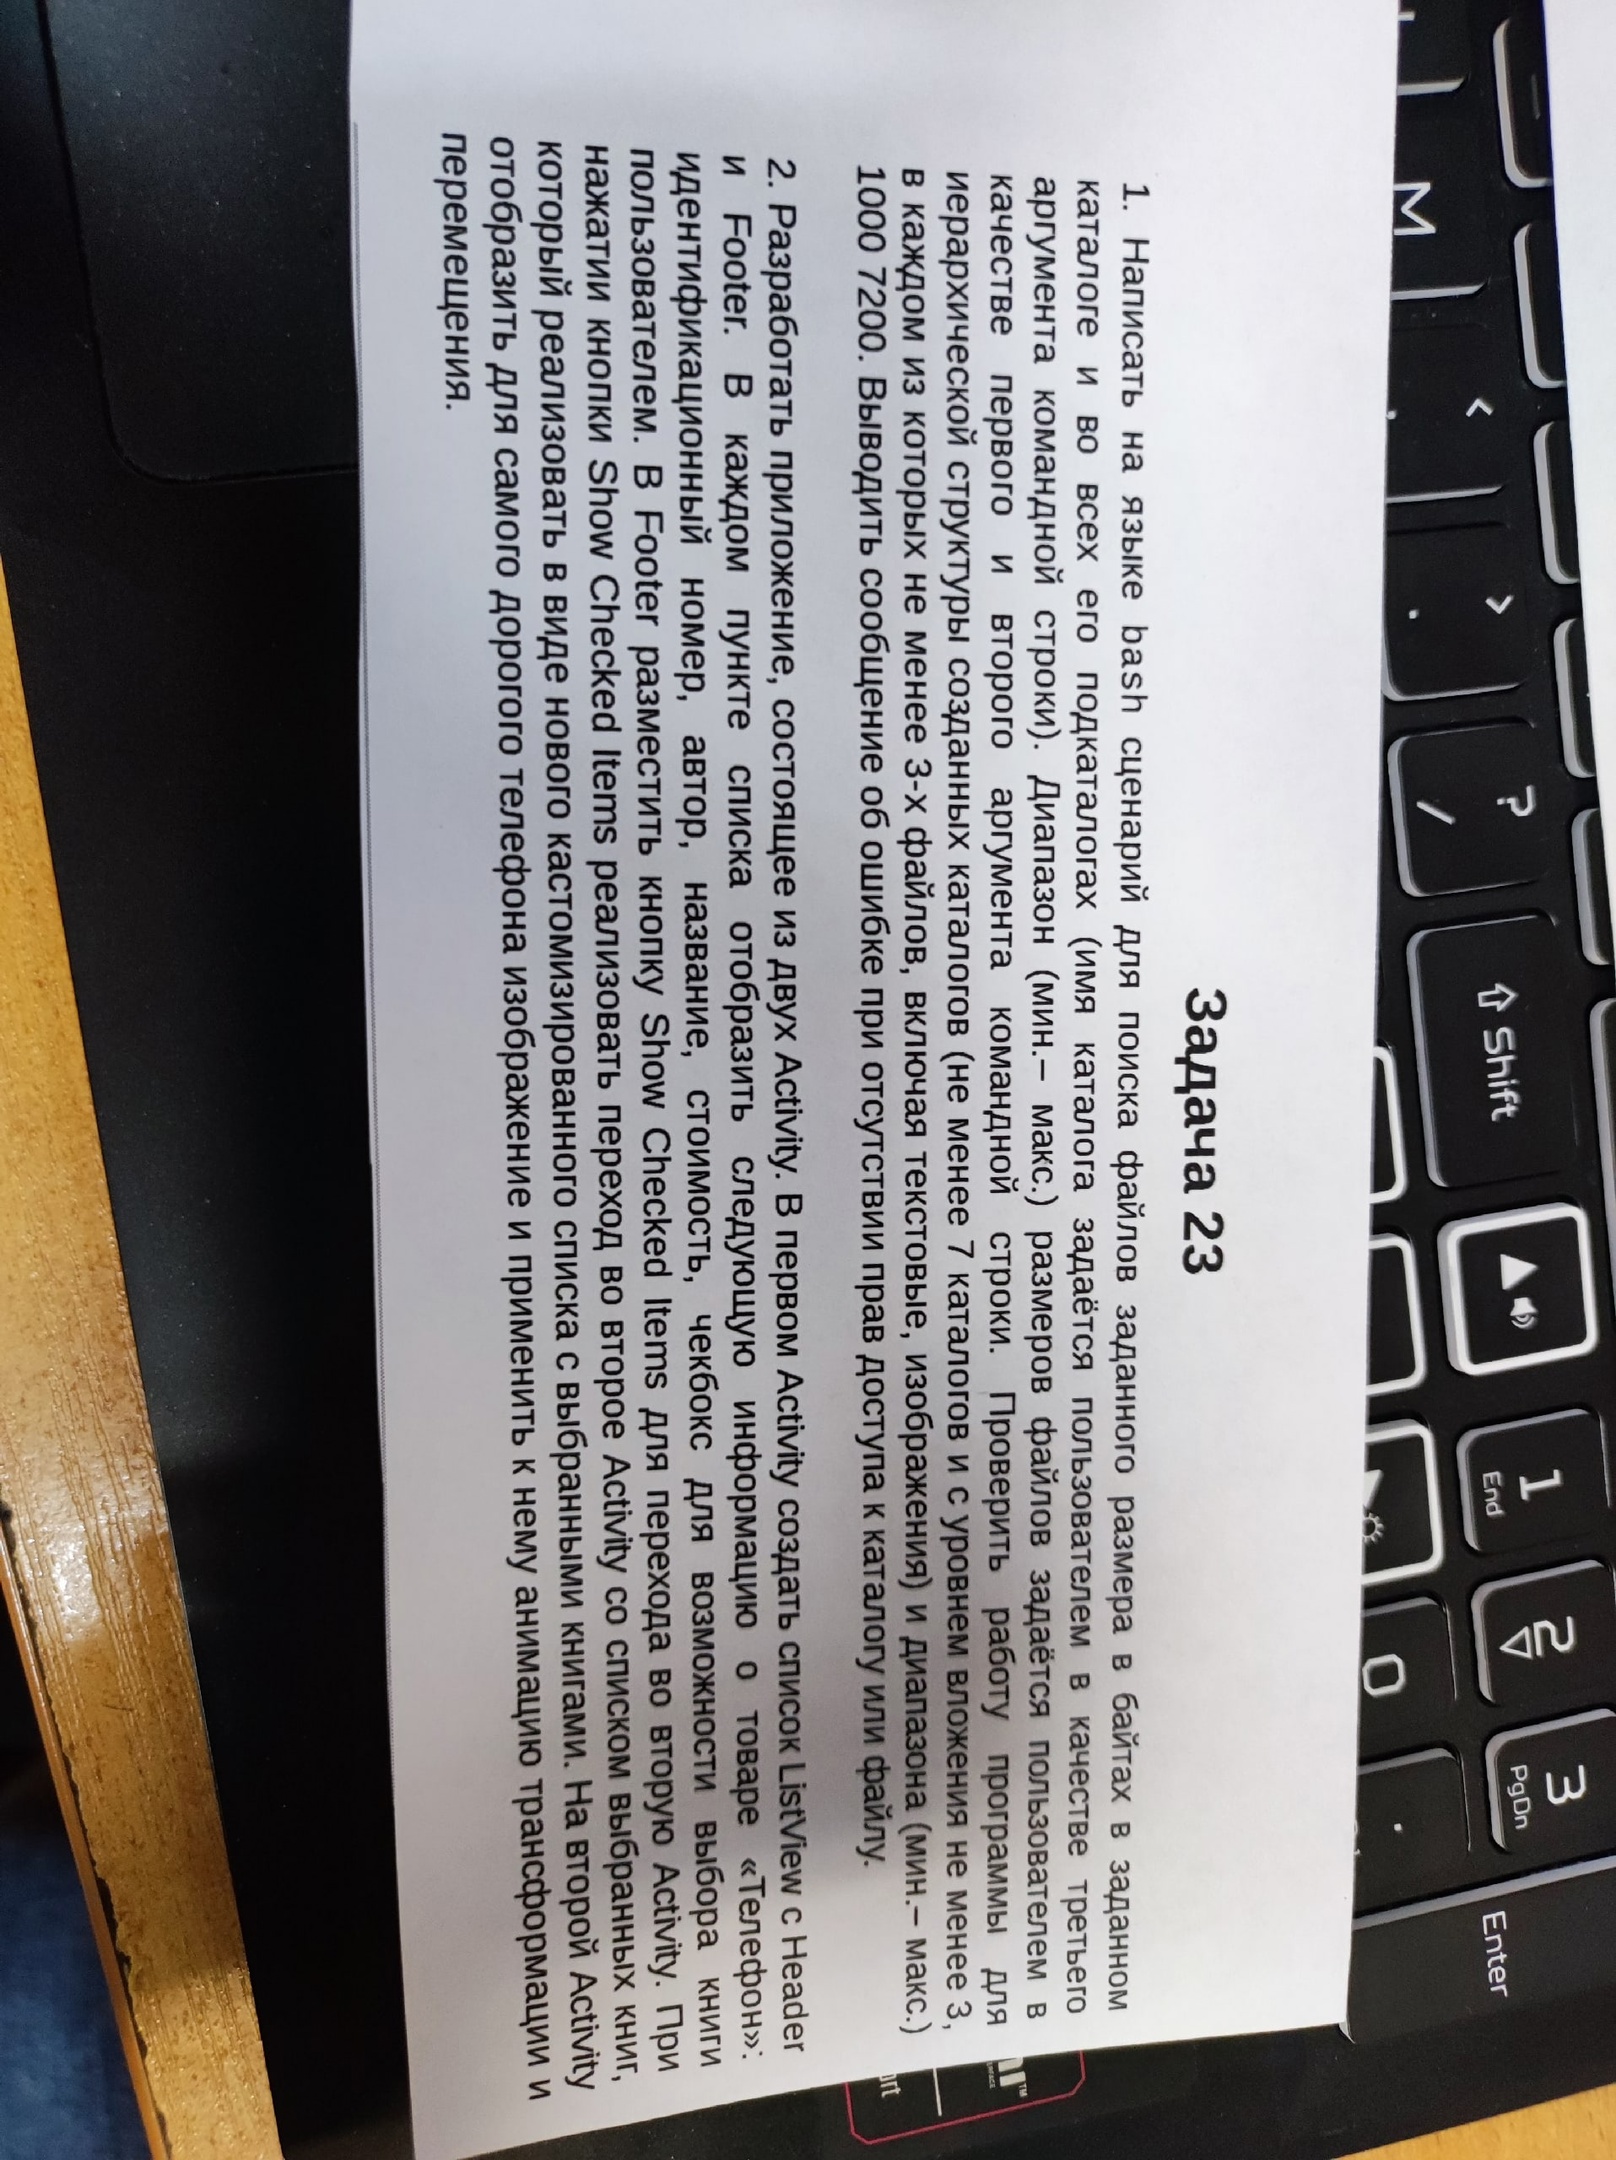 M
<
,
>
.
?
/
Shift
1
End
2
3
PgDn
Enter
0
.
Задача 23
1. Написать на языке bash сценарий для поиска файлов заданного размера в байтах в заданном
каталоге и во всех его подкаталогах (имя каталога задаётся пользователем в качестве третьего
аргумента командной строки). Диапазон (мин.– макс.) размеров файлов задаётся пользователем в
качестве первого и второго аргумента командной строки. Проверить работу программы для
иерархической структуры созданных каталогов (не менее 7 каталогов и с уровнем вложения не менее 3,
в каждом из которых не менее 3-х файлов, включая текстовые, изображения) и диапазона (мин.– макс.)
1000 7200. Выводить сообщение об ошибке при отсутствии прав доступа к каталогу или файлу.
2. Разработать приложение, состоящее из двух Activity. В первом Activity создать список ListView с Header
и Footer. В каждом пункте списка отобразить следующую информацию о товаре «Телефон»:
идентификационный номер, автор, название, стоимость, чекбокс для возможности выбора книги
пользователем. В Footer разместить кнопку Show Checked Items для перехода во вторую Activity. При
нажатии кнопки Show Checked Items реализовать переход во второе Activity со списком выбранных книг,
который реализовать в виде нового кастомизированного списка с выбранными книгами. На второй Activity
отобразить для самого дорогого телефона изображение и применить к нему анимацию трансформации и
перемещения.